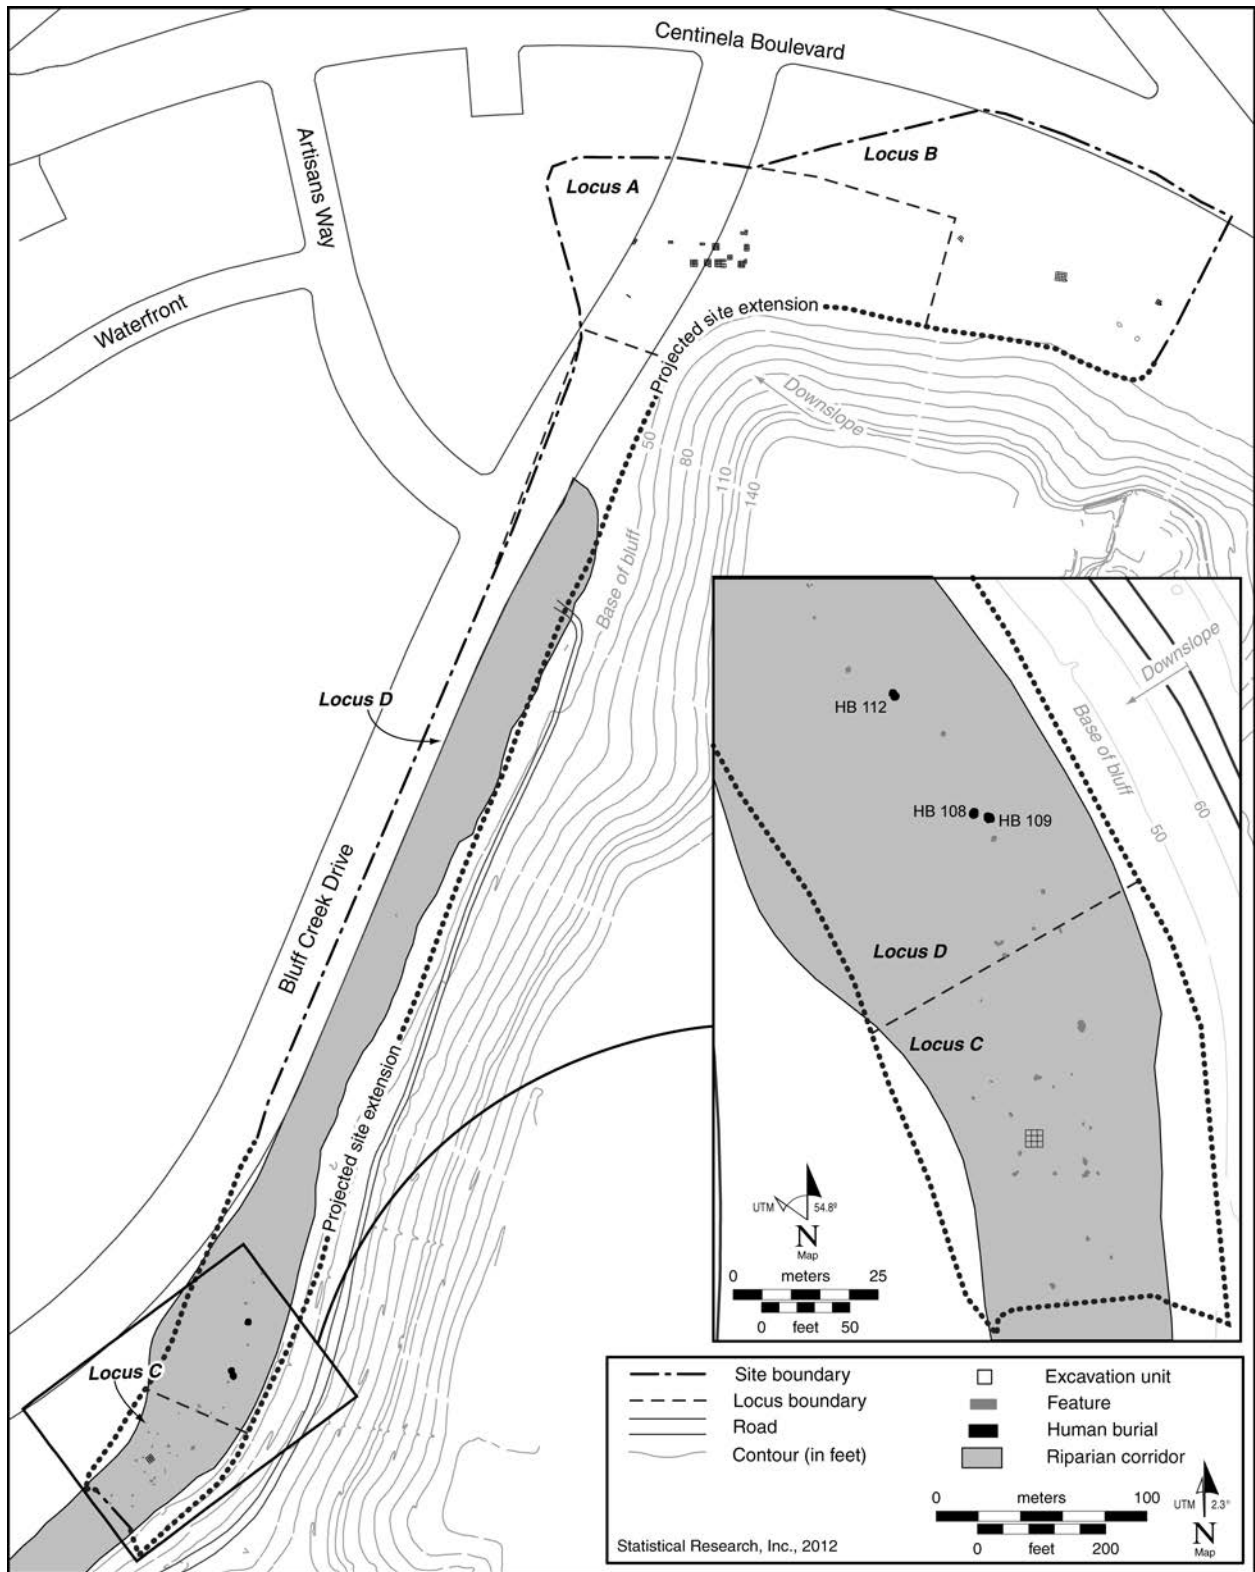 Centinela Boulevard
Artisans Way
Waterfront
Locus A
Locus B
Projected site extension
Downslope
50
80
110
140
Base of bluff
Locus D
Bluff Creek Drive
Projected site extension
Locus C
HB 112
HB 108
HB 109
Downslope
Base of bluff
60
50
Locus D
Locus C
UTM
54.8°
N
Map
0 meters 25
0 feet 50
Site boundary
Locus boundary
Road
Contour (in feet)
Excavation unit
Feature
Human burial
Riparian corridor
0 meters 100
0 feet 200
UTM
2.3°
N
Map
Statistical Research, Inc., 2012